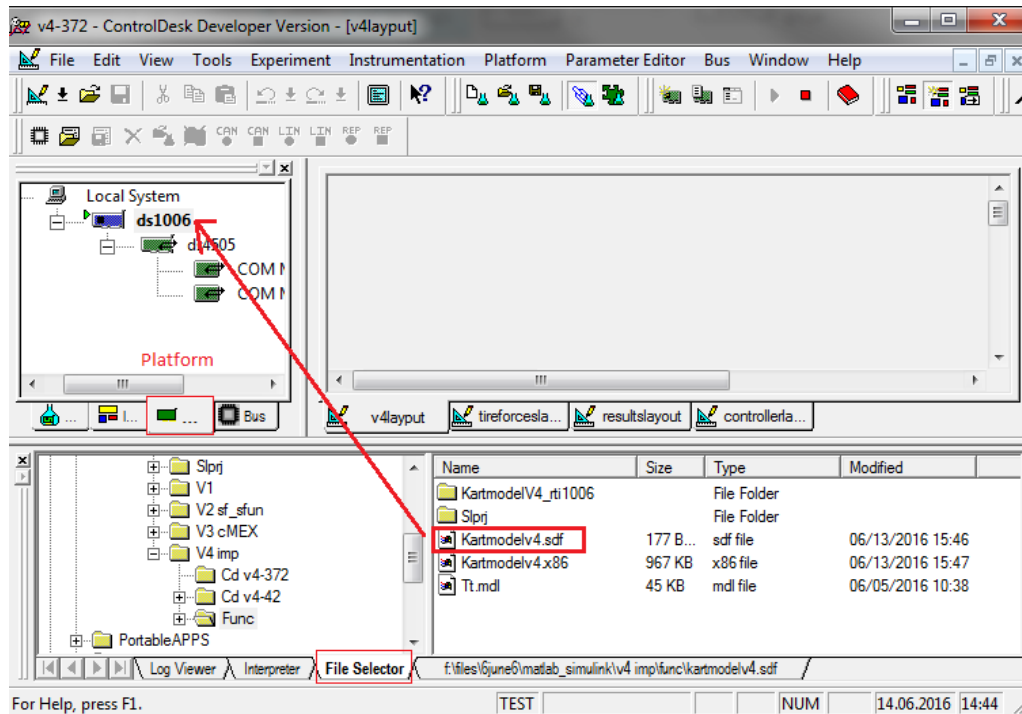 v4-372 - ControlDesk Developer Version - [v4layput]
File Edit View Tools Experiment Instrumentation Platform Parameter Editor Bus Window Help
CAN CAN LIN LIN REP REP
Local System
ds1006
COM
COM
Platform
... I... ... Bus
v4layput tireforcesla... resultslayout controllerla...
Slprj
V1
V2 sf_sfun
V3 cMEX
V4 imp
Cd v4-372
Cd v4-42
Func
PortableAPPS
Name Size Type Modified
KartmodelV4_rti1006 File Folder
Slprj File Folder
Kartmodelv4.sdf 177 B... sdf file 06/13/2016 15:46
Kartmodelv4.x86 967 KB x86 file 06/13/2016 15:47
Tt.mdl 45 KB mdl file 06/05/2016 10:38
Log Viewer Interpreter File Selector f:\files\6june6\matlab_simulink\v4 imp\func\kartmodelv4.sdf
For Help, press F1. TEST NUM 14.06.2016 14:44